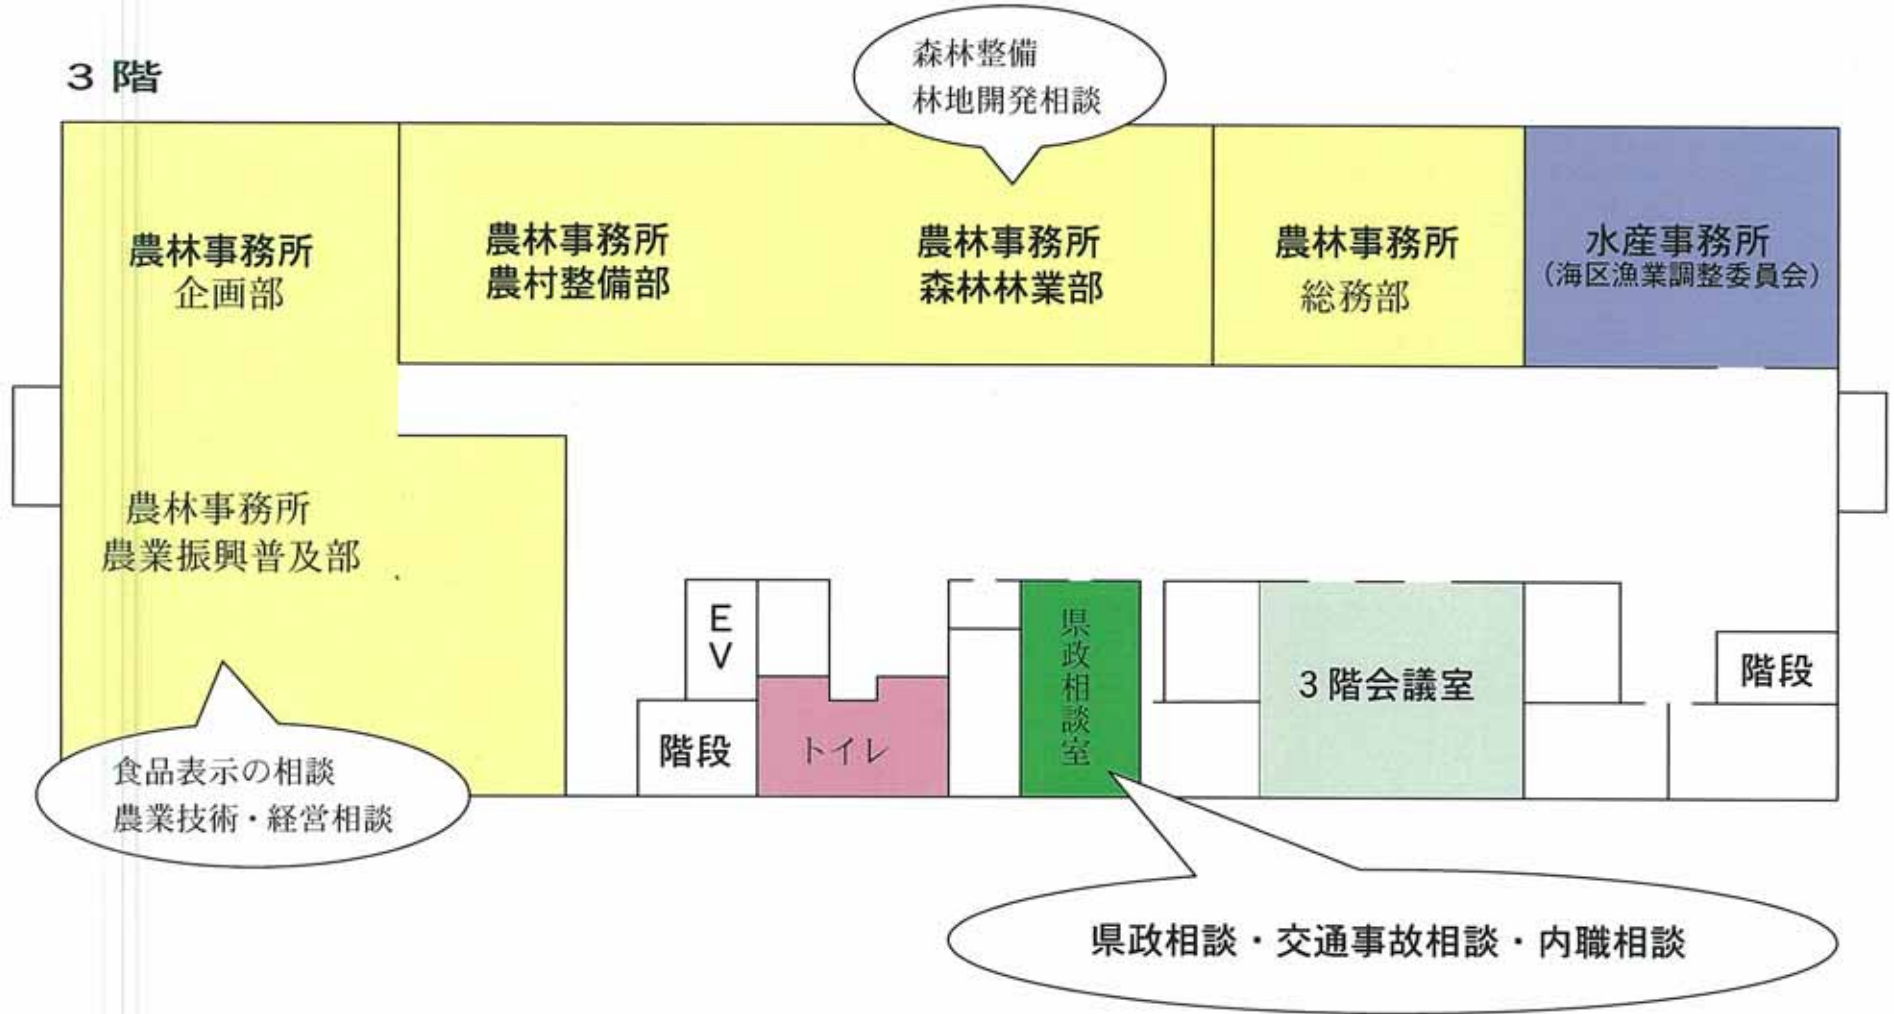 3階
森林整備
林地開発相談
農林事務所
企画部
農林事務所
農村整備部
農林事務所
森林林業部
農林事務所
総務部
水産事務所
(海区漁業調整委員会)
農林事務所
農業振興普及部
EV
階段
トイレ
県政相談室
3階会議室
階段
食品表示の相談
農業技術・経営相談
県政相談・交通事故相談・内職相談